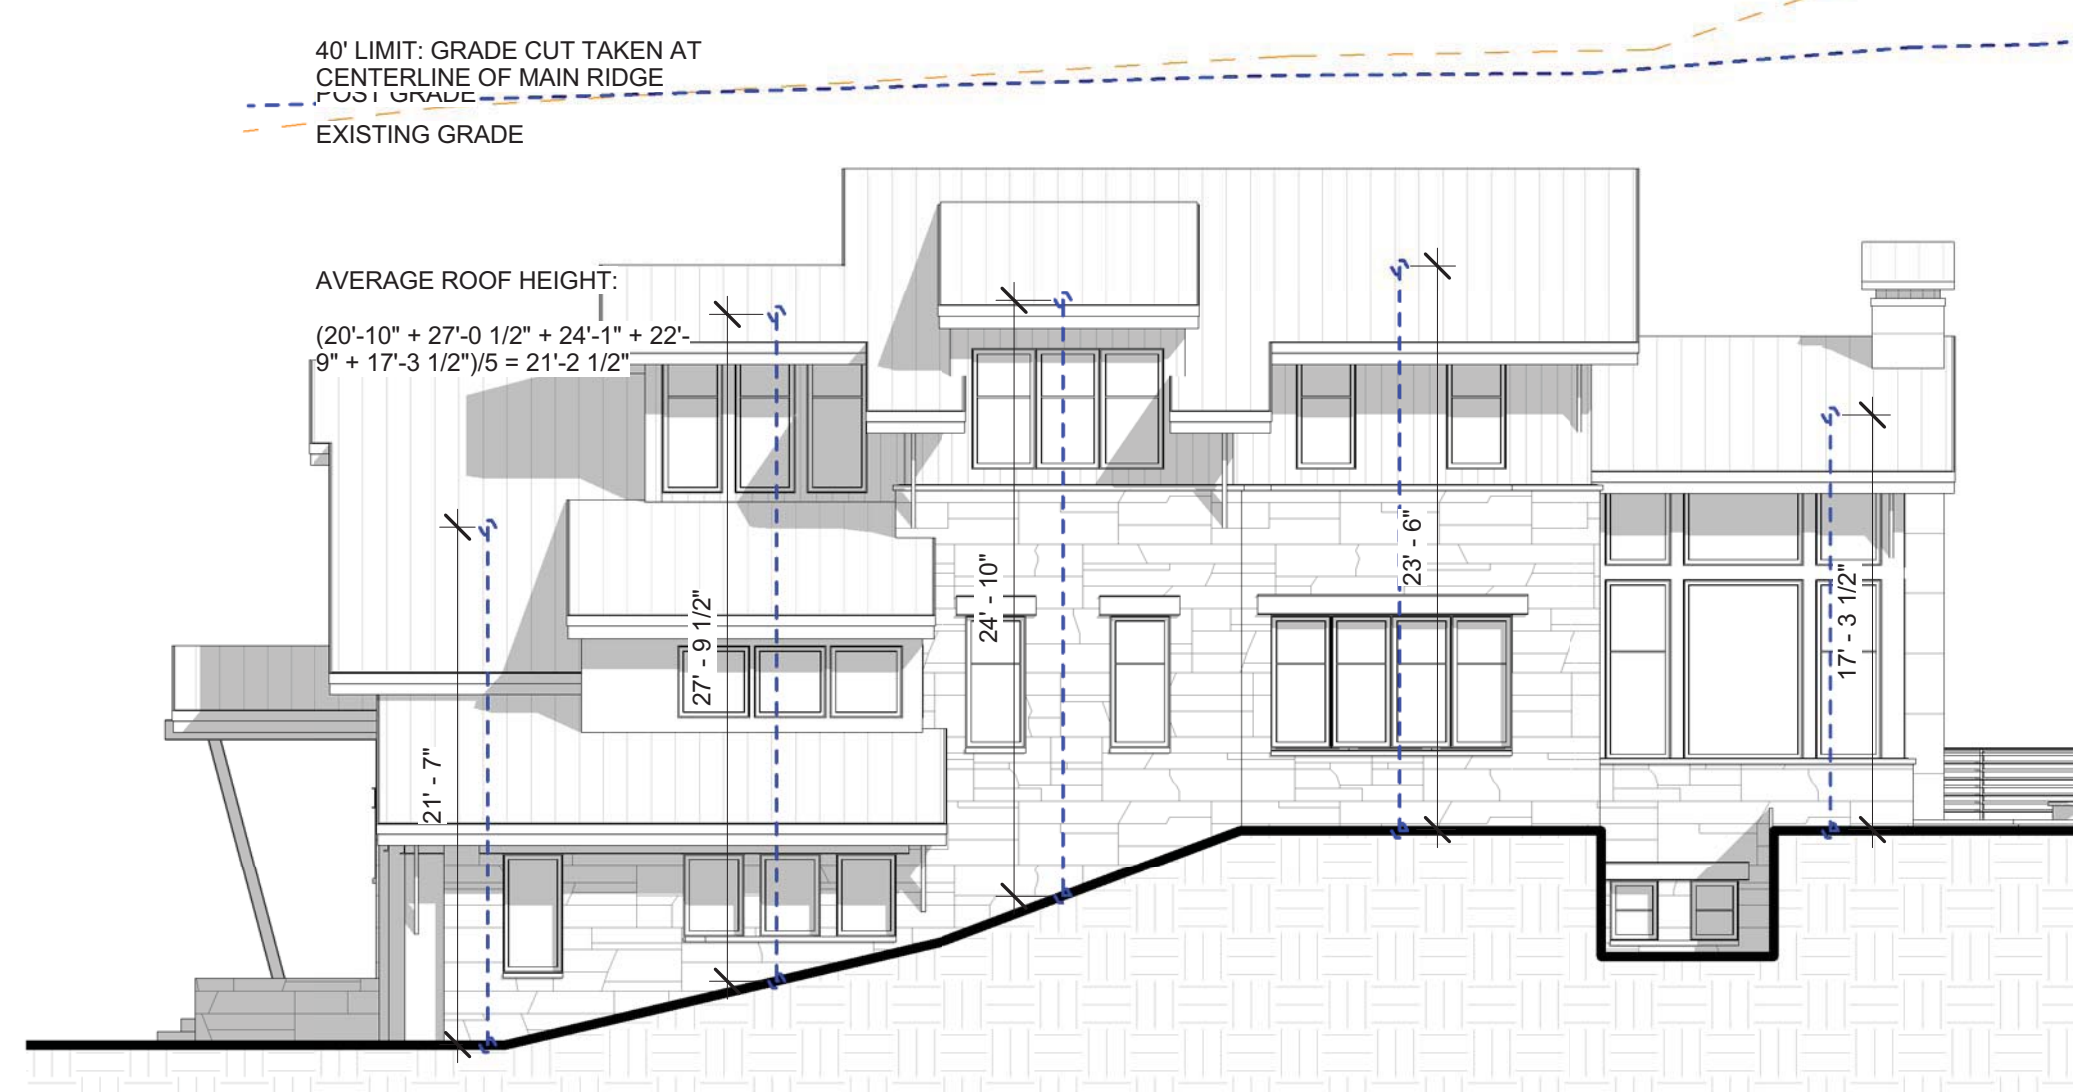 40' LIMIT: GRADE CUT TAKEN AT
CENTERLINE OF MAIN RIDGE
POST GRADE
EXISTING GRADE
AVERAGE ROOF HEIGHT:
(20'-10" + 27'-0 1/2" + 24'-1" + 22'-
9" + 17'-3 1/2")/5 = 21'-2 1/2"
21' - 7"
27' - 9 1/2"
24' - 10"
23' - 6"
17' - 3 1/2"